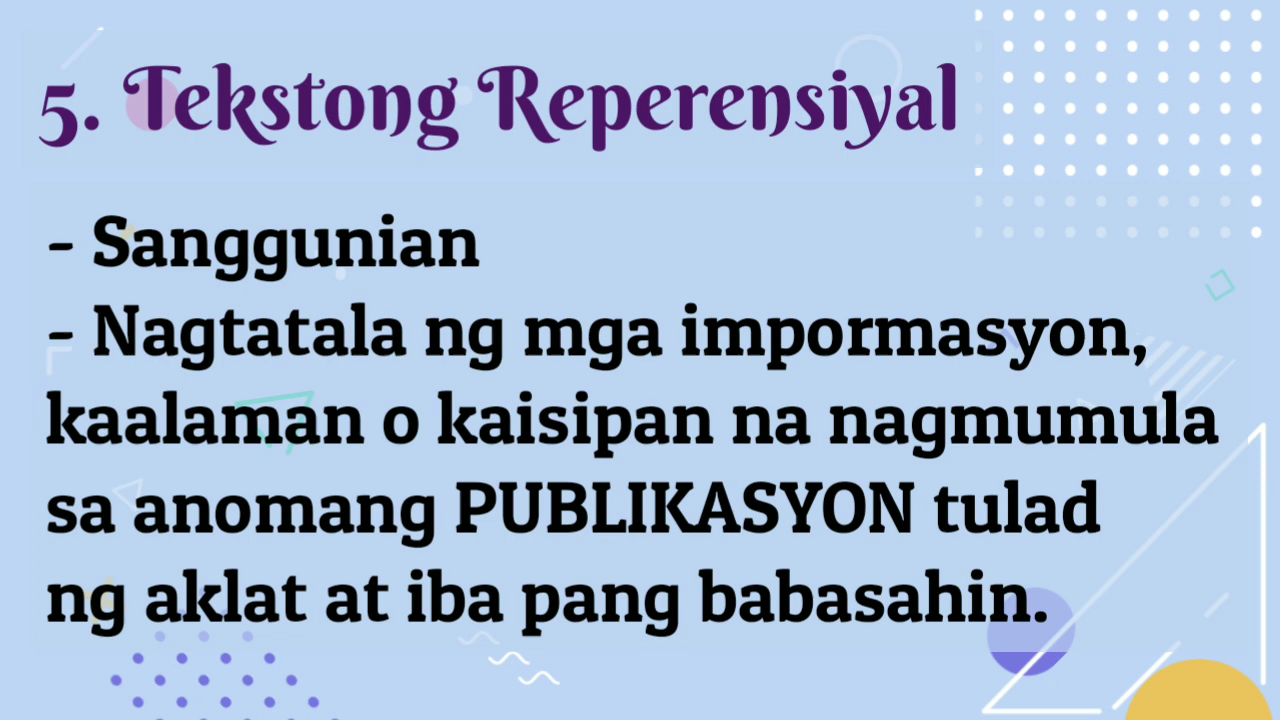 5. Tekstong Reperensiyal
- Sanggunian
- Nagtatala ng mga impormasyon,
kaalaman o kaisipan na nagmumula
sa anomang PUBLIKASYON tulad
ng aklat at iba pang babasahin.